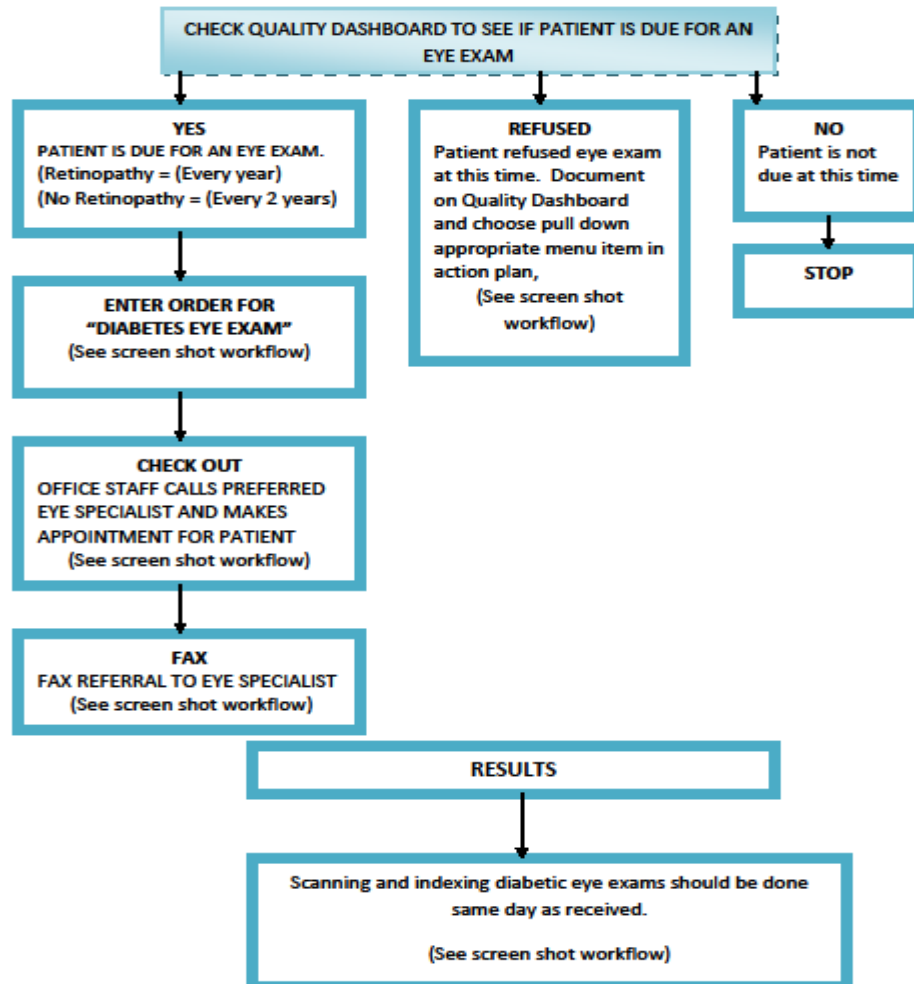 CHECK QUALITY DASHBOARD TO SEE IF PATIENT IS DUE FOR AN
EYE EXAM
YES
PATIENT IS DUE FOR AN EYE EXAM.
(Retinopathy = (Every year)
(No Retinopathy = (Every 2 years)
REFUSED
Patient refused eye exam
at this time. Document
on Quality Dashboard
and choose pull down
appropriate menu item in
action plan,
(See screen shot
workflow)
NO
Patient is not
due at this time
STOP
ENTER ORDER FOR
“DIABETES EYE EXAM”
(See screen shot workflow)
CHECK OUT
OFFICE STAFF CALLS PREFERRED
EYE SPECIALIST AND MAKES
APPOINTMENT FOR PATIENT
(See screen shot workflow)
FAX
FAX REFERRAL TO EYE SPECIALIST
(See screen shot workflow)
RESULTS
Scanning and indexing diabetic eye exams should be done
same day as received.
(See screen shot workflow)